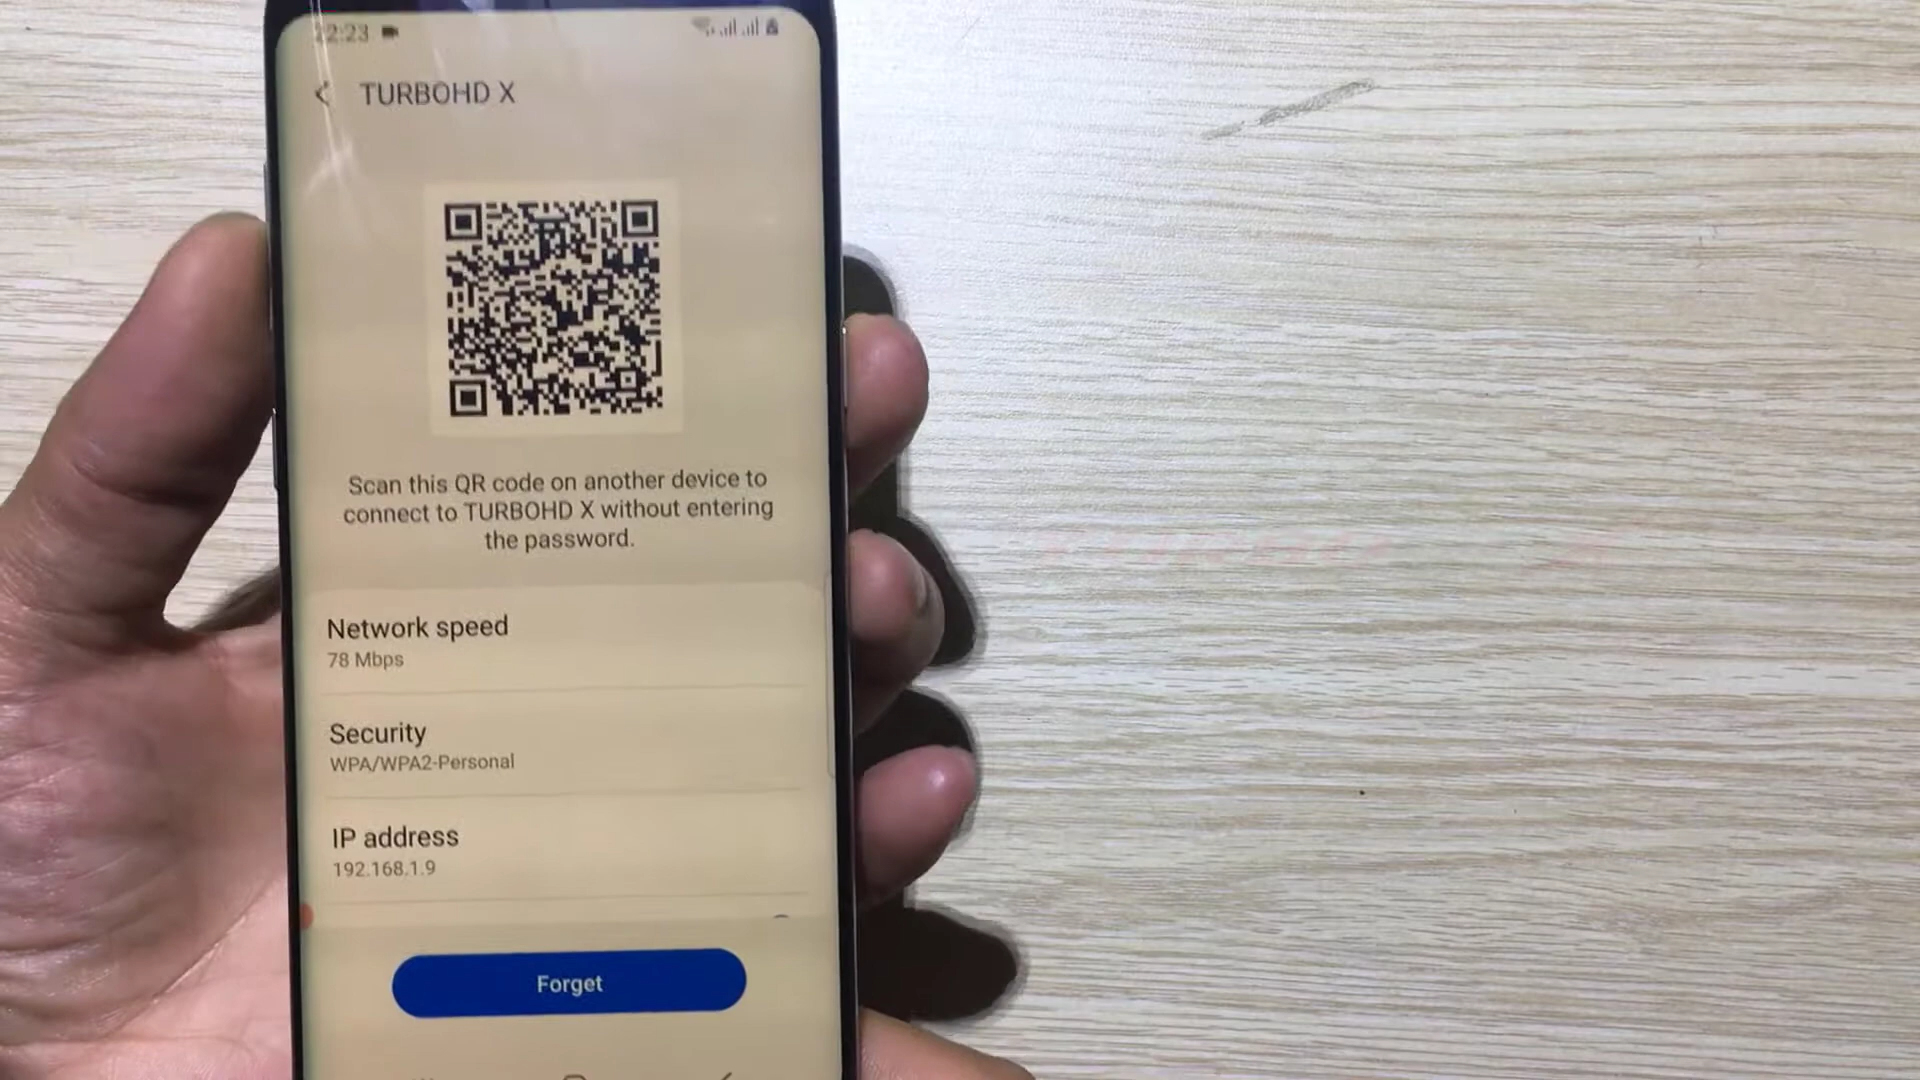 22:23
TURBOHD X
Scan this QR code on another device to
connect to TURBOHD X without entering
the password.
Network speed
78 Mbps
Security
WPA/WPA2-Personal
IP address
192.168.1.9
Forget